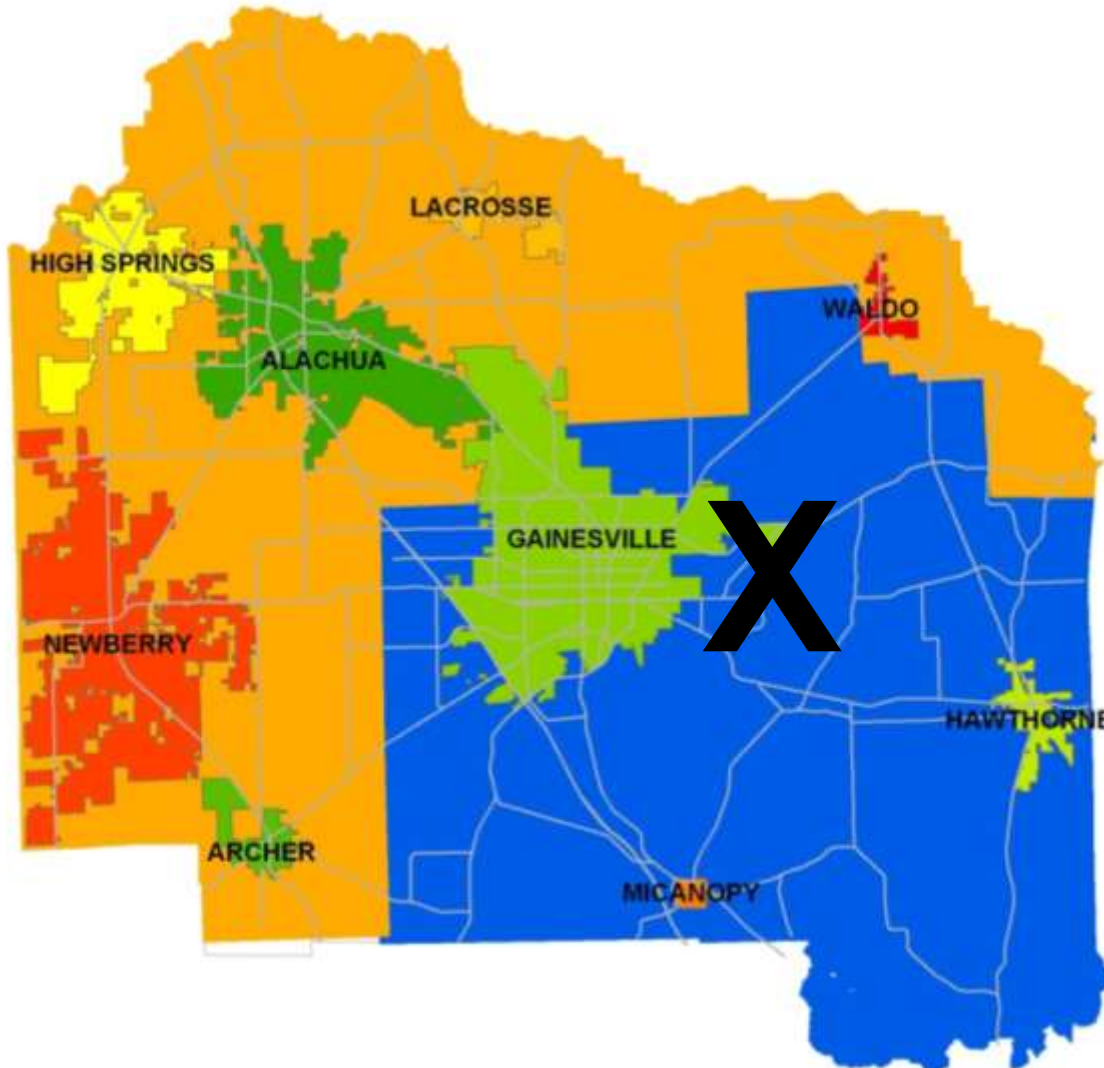 LACROSSE
HIGH SPRINGS
WALDO
ALACHUA
GAINESVILLE
X
NEWBERRY
HAWTHORNE
ARCHER
MICANOPY